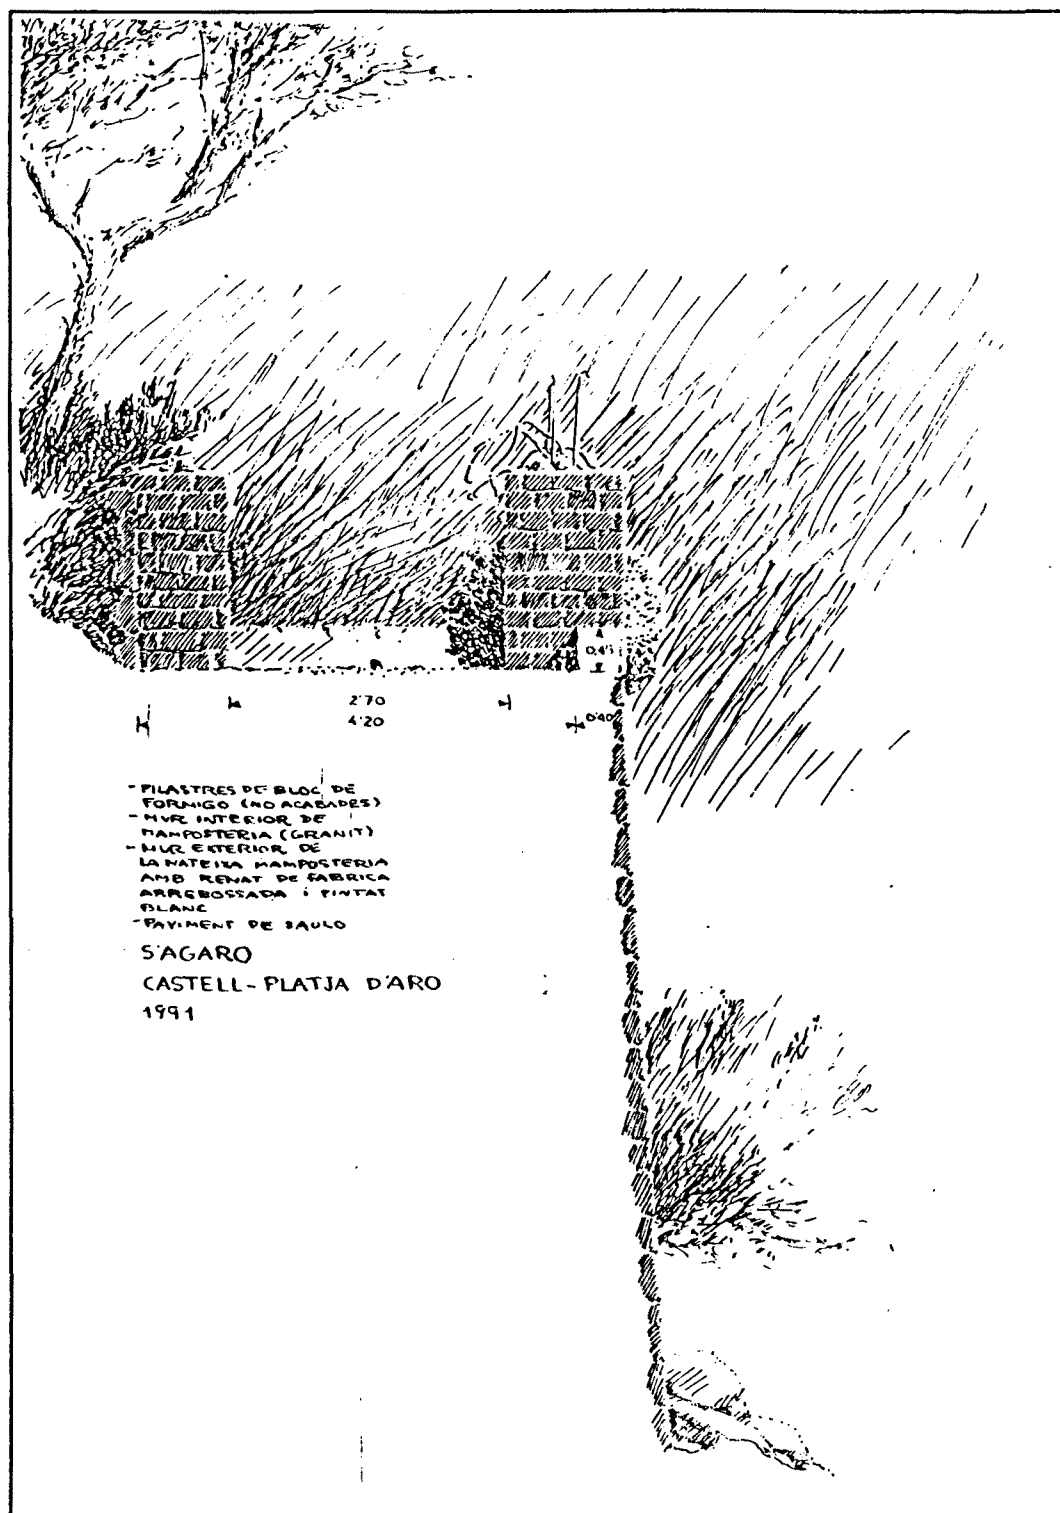 0,45
2'70
4'20
0'40
- PILASTRES DE BLOC DE
FORMIGO (NO ACABADES)
- MUR INTERIOR DE
MAMPOSTERIA (GRANIT)
- MUR EXTERIOR DE
LA MATEIXA MAMPOSTERIA
AMB REMAT DE FABRICA
ARREBOSSADA i PINTAT
BLANC
- PAVIMENT DE SAULO
S'AGARO
CASTELL-PLATJA D'ARO
1991